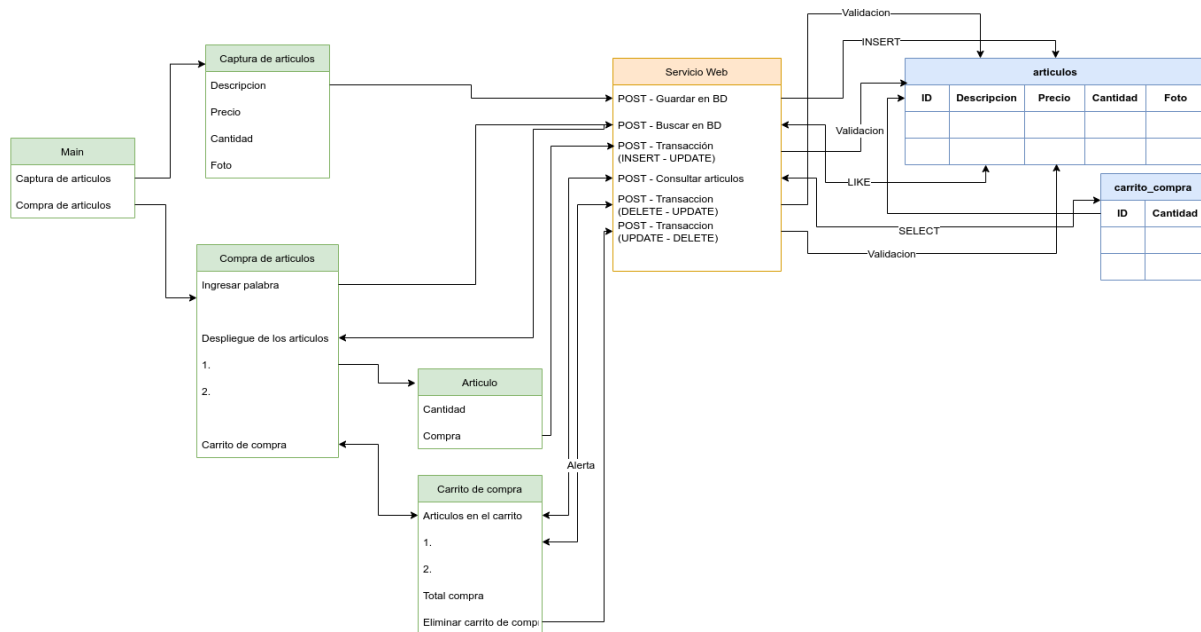 Main
Captura de articulos
Compra de articulos
Captura de articulos
Descripcion
Precio
Cantidad
Foto
Compra de articulos
Ingresar palabra
Despliegue de los articulos
1.
2.
Carrito de compra
Articulo
Cantidad
Compra
Alerta
Carrito de compra
Articulos en el carrito
1.
2.
Total compra
Eliminar carrito de comp
Servicio Web
POST - Guardar en BD
POST - Buscar en BD
POST - Transacción
(INSERT - UPDATE)
POST - Consultar articulos
POST - Transaccion
(DELETE - UPDATE)
POST - Transaccion
(UPDATE - DELETE)
Validacion
INSERT
Validacion
LIKE
SELECT
Validacion
articulos
ID Descripcion Precio Cantidad Foto
carrito_compra
ID Cantidad